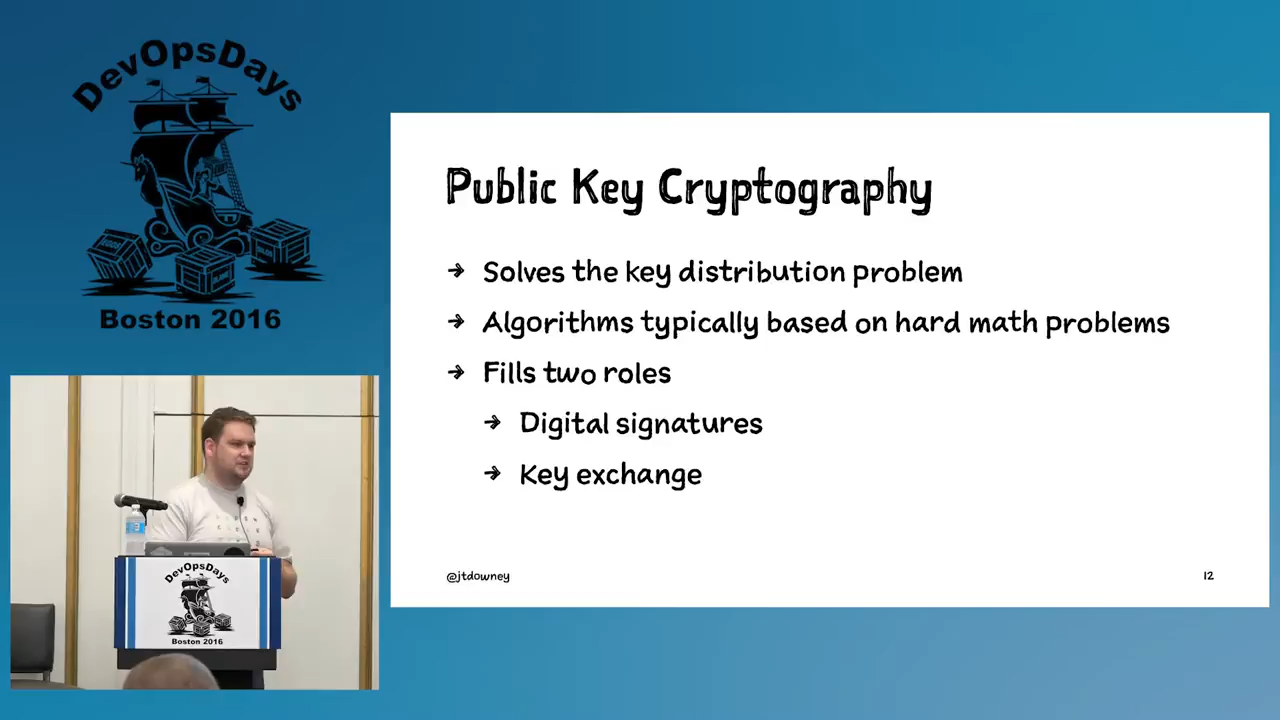 DevOpsDays
Boston 2016
Public Key Cryptography
→ Solves the key distribution problem
→ Algorithms typically based on hard math problems
→ Fills two roles
→ Digital signatures
→ Key exchange
@jtdowney
12
DevOpsDays
Boston 2016